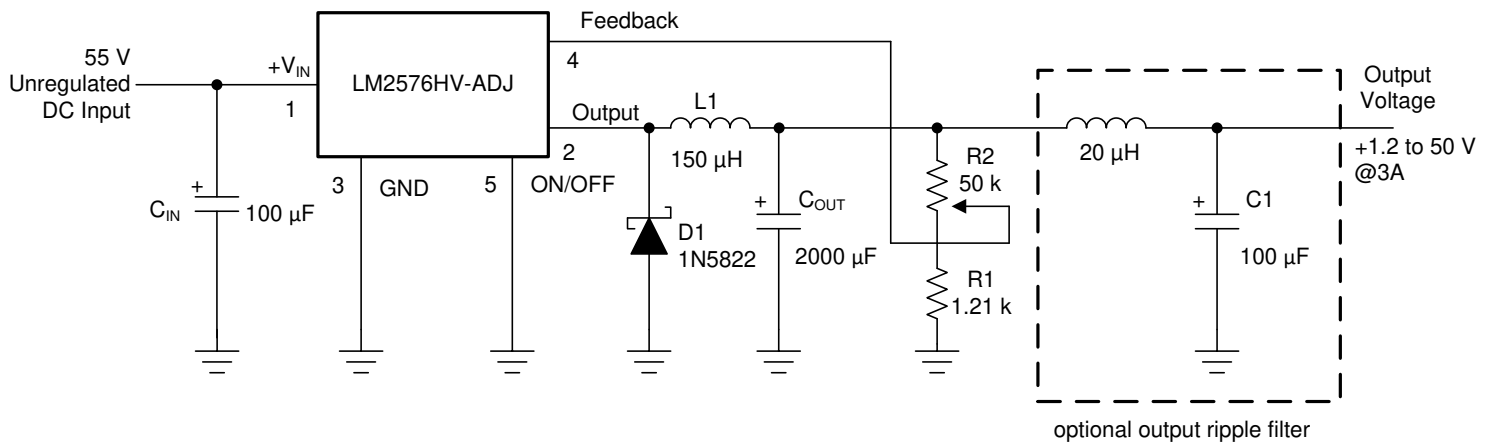 Feedback
4
55 V
Unregulated
DC Input
+VIN
1
LM2576HV-ADJ
Output
2
L1
150 µH
3
GND
5
ON/OFF
+
CIN
100 µF
D1
1N5822
+
COUT
2000 µF
R2
50 k
R1
1.21 k
20 µH
+
C1
100 µF
Output
Voltage
+1.2 to 50 V
@3A
optional output ripple filter